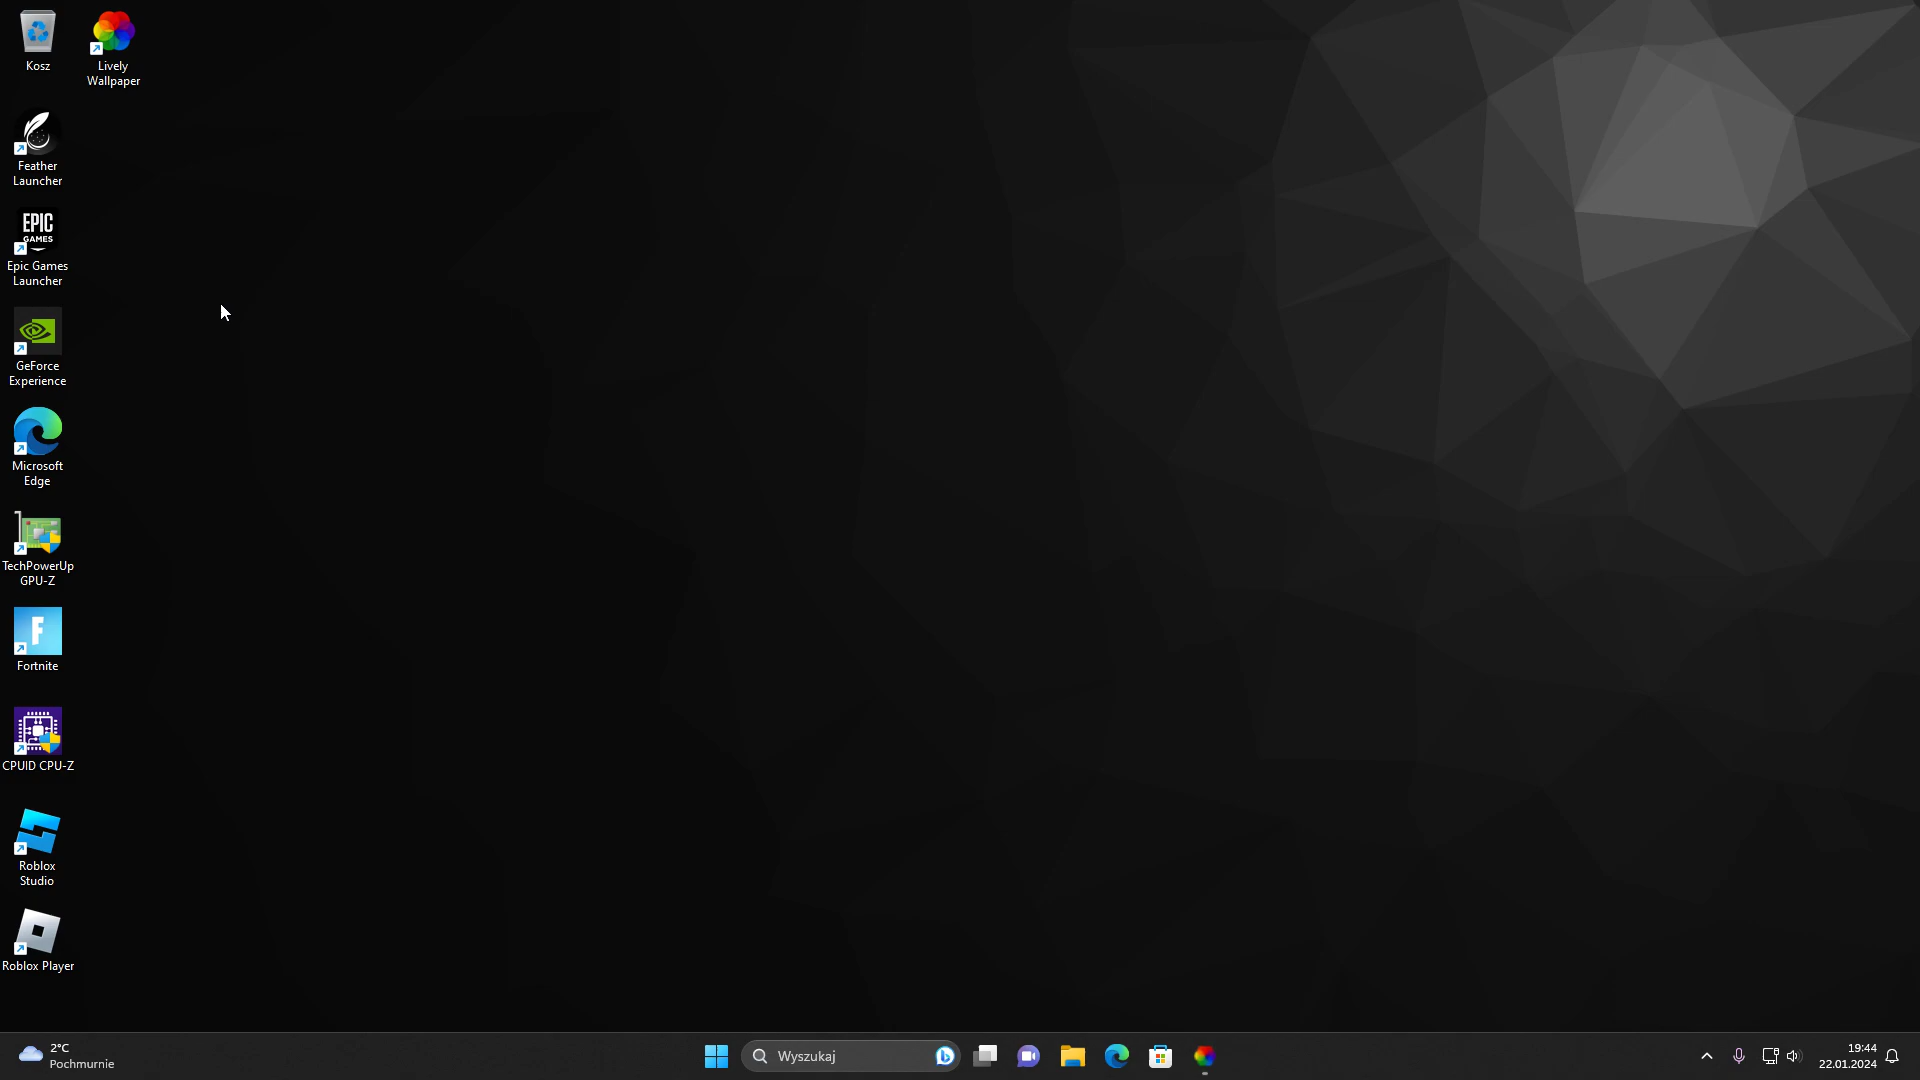 Kosz
Lively
Wallpaper
Feather
Launcher
EPIC
GAMES
Epic Games
Launcher
GeForce
Experience
Microsoft
Edge
TechPowerUp
GPU-Z
F
Fortnite
CPUID CPU-Z
Roblox
Studio
Roblox Player
2°C
Pochmurnie
Wyszukaj
19:44
22.01.2024